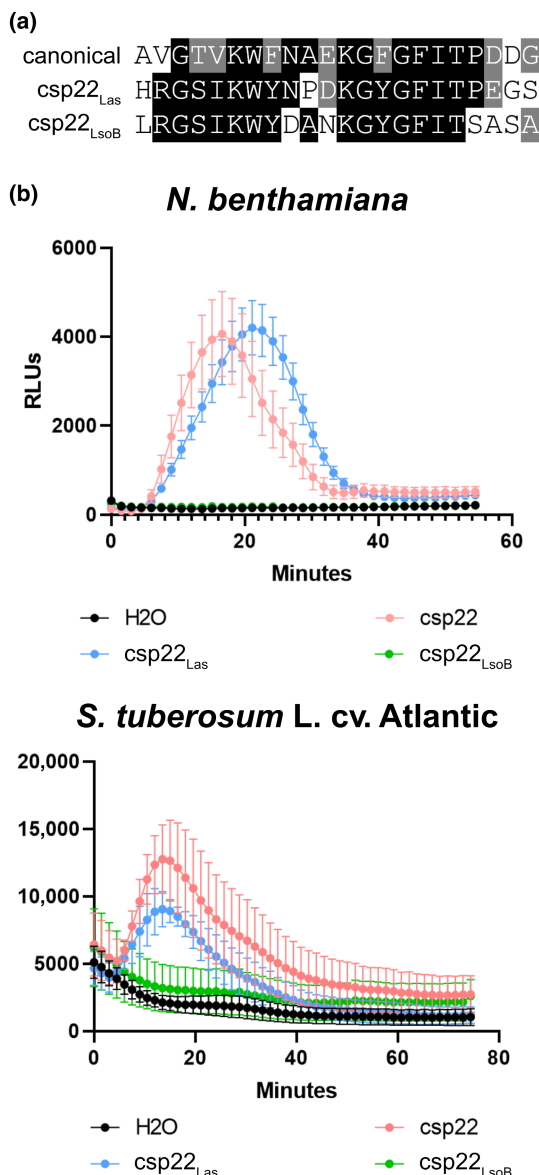 (a)
canonical AVGTVKWFNAEKGFGFITPDDG
csp22Las HRGSIKWYNPDKGYGFITPEGS
csp22LsoB LRGSIKWYDANKGYGFITSASA
(b)
N. benthamiana
6000
4000
2000
0
RLUs
0 20 40 60
Minutes
H2O csp22
csp22Las csp22LsoB
S. tuberosum L. cv. Atlantic
20,000
15,000
10,000
5000
0
0 20 40 60 80
Minutes
H2O csp22
csp22Las csp22LsoB